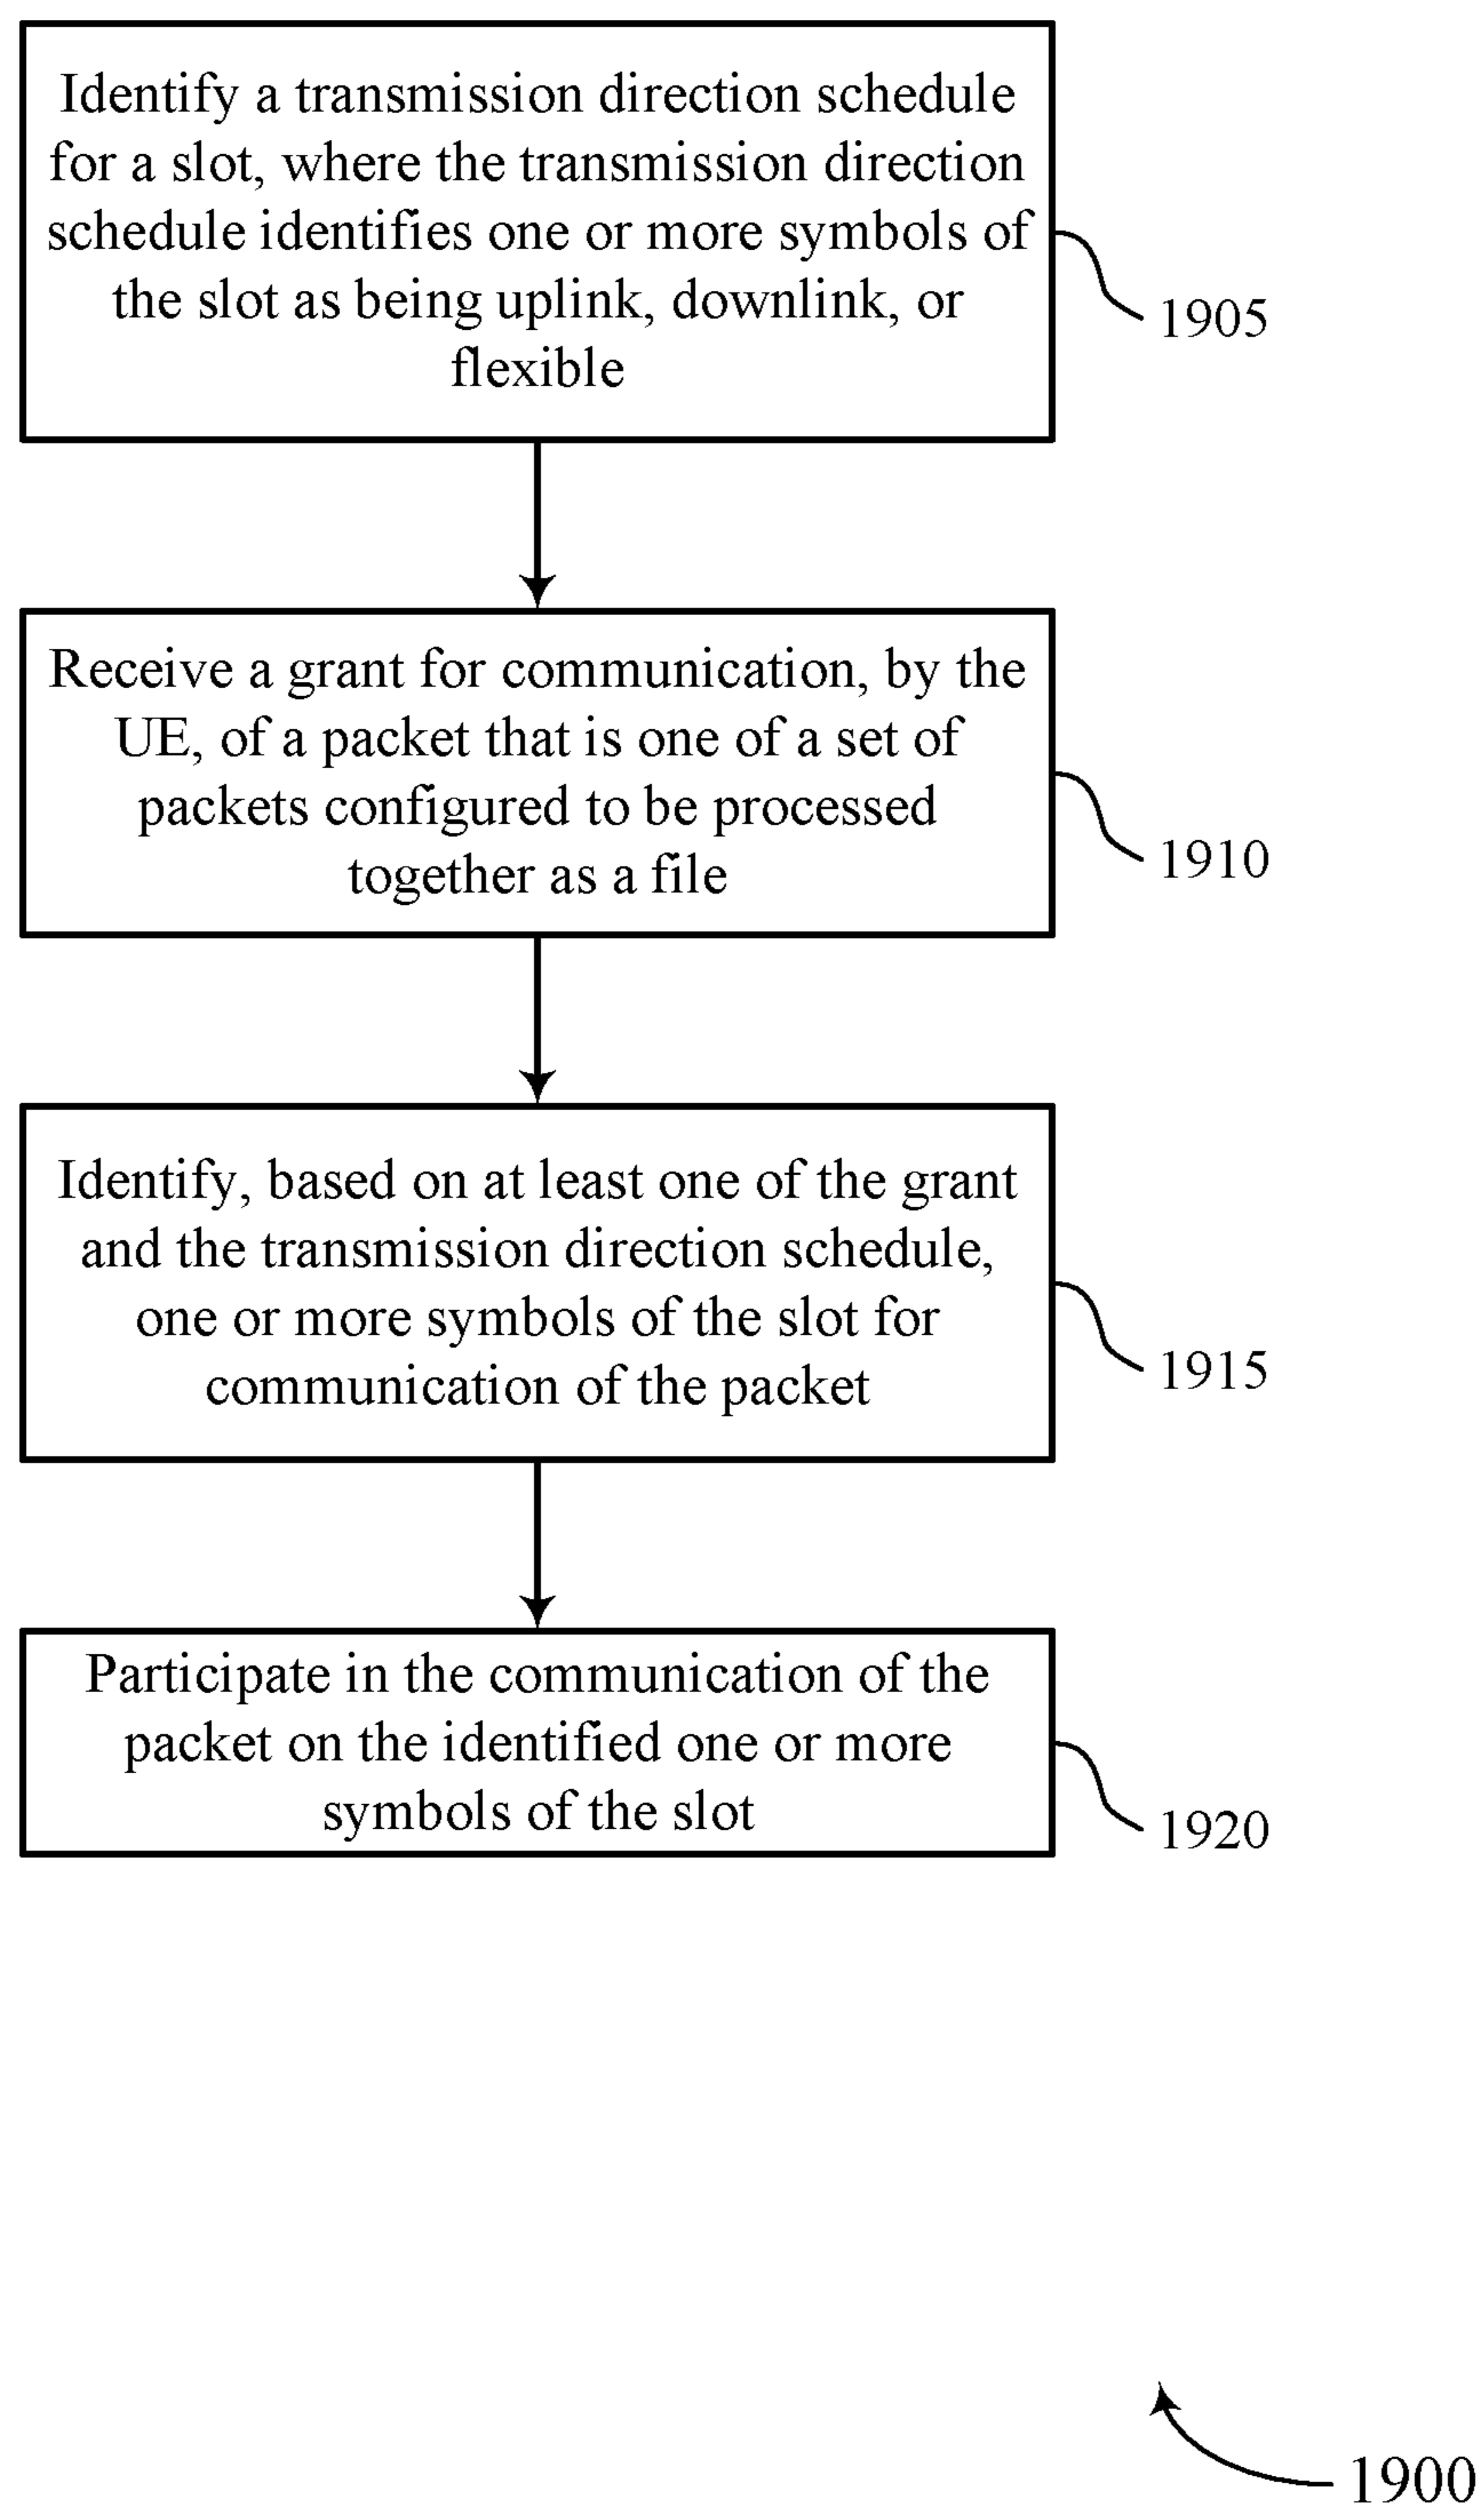 Identify a transmission direction schedule
for a slot, where the transmission direction
schedule identifies one or more symbols of
the slot as being uplink, downlink, or
flexible
1905
Receive a grant for communication, by the
UE, of a packet that is one of a set of
packets configured to be processed
together as a file
1910
Identify, based on at least one of the grant
and the transmission direction schedule,
one or more symbols of the slot for
communication of the packet
1915
Participate in the communication of the
packet on the identified one or more
symbols of the slot
1920
1900